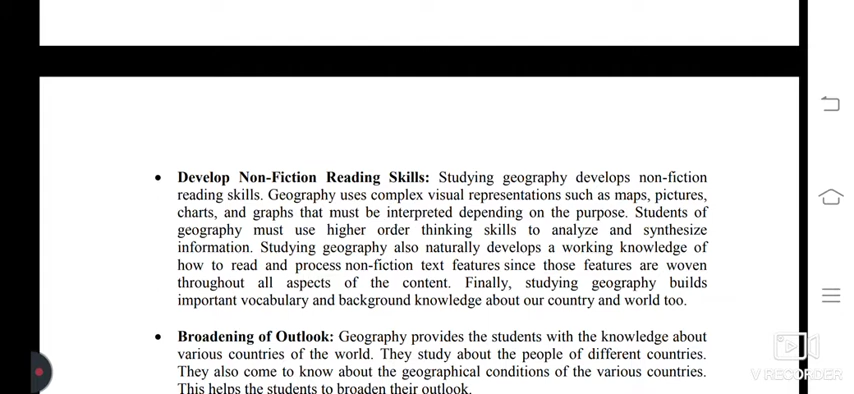 • Develop Non-Fiction Reading Skills: Studying geography develops non-fiction
reading skills. Geography uses complex visual representations such as maps, pictures,
charts, and graphs that must be interpreted depending on the purpose. Students of
geography must use higher order thinking skills to analyze and synthesize
information. Studying geography also naturally develops a working knowledge of
how to read and process non-fiction text features since those features are woven
throughout all aspects of the content. Finally, studying geography builds
important vocabulary and background knowledge about our country and world too.
• Broadening of Outlook: Geography provides the students with the knowledge about
various countries of the world. They study about the people of different countries.
They also come to know about the geographical conditions of the various countries.
This helps the students to broaden their outlook.
V RECORDER